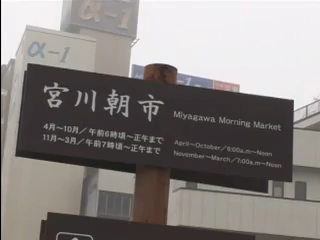 α-1
α-1
宮川朝市
Miyagawa Morning Market
4月～10月／午前6時頃～正午まで
11月～3月／午前7時頃～正午まで
April～October／6:00a.m～Noon
November～March／7:00a.m～Noon